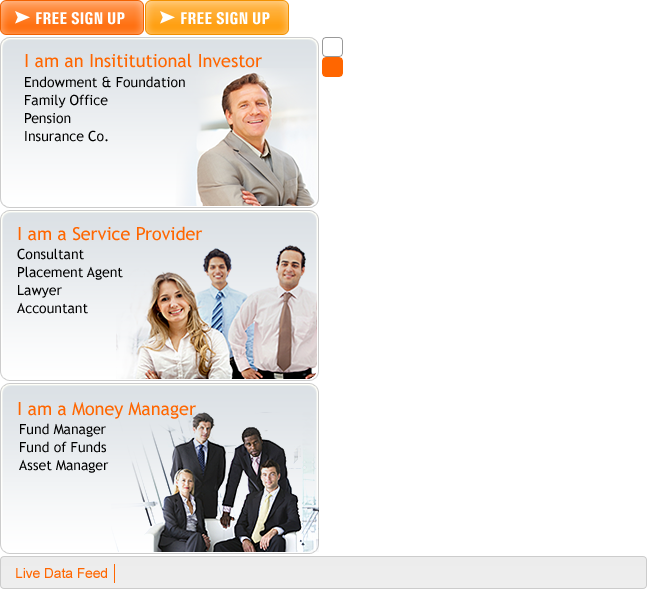 FREE SIGN UP
FREE SIGN UP
I am an Insititutional Investor
Endowment & Foundation
Family Office
Pension
Insurance Co.
I am a Service Provider
Consultant
Placement Agent
Lawyer
Accountant
I am a Money Manager
Fund Manager
Fund of Funds
Asset Manager
Live Data Feed